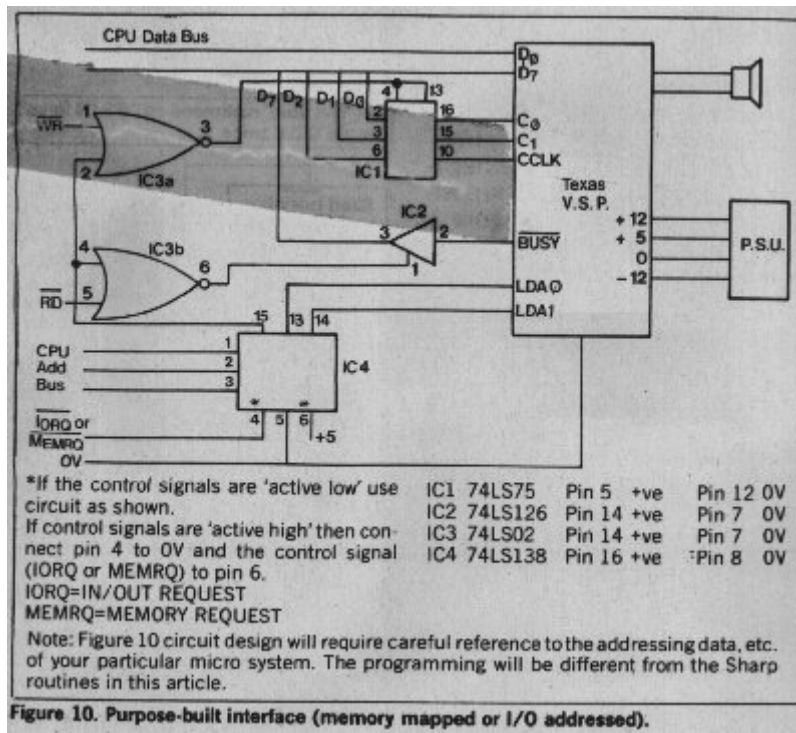 CPU Data Bus
D0
D7
D7 D2 D1 D0
4 13
WR 1
2
3
IC3a
2 16 C0
3 15 C1
6 10 CCLK
IC1
Texas
V.S.P.
IC2
3 2 BUSY
1
+ 12
+ 5
0
- 12
P.S.U.
4
IC3b
6
RD 5
LDA0
LDA1
15 13 14
CPU 1
Add 2
Bus 3
IC4
* *
4 5 6
IORQ or
MEMRQ
+5
0V
*If the control signals are 'active low' use
circuit as shown.
If control signals are 'active high' then con-
nect pin 4 to 0V and the control signal
(IORQ or MEMRQ) to pin 6.
IORQ=IN/OUT REQUEST
MEMRQ=MEMORY REQUEST
IC1 74LS75 Pin 5 +ve Pin 12 0V
IC2 74LS126 Pin 14 +ve Pin 7 0V
IC3 74LS02 Pin 14 +ve Pin 7 0V
IC4 74LS138 Pin 16 +ve Pin 8 0V
Note: Figure 10 circuit design will require careful reference to the addressing data, etc.
of your particular micro system. The programming will be different from the Sharp
routines in this article.
Figure 10. Purpose-built interface (memory mapped or I/O addressed).